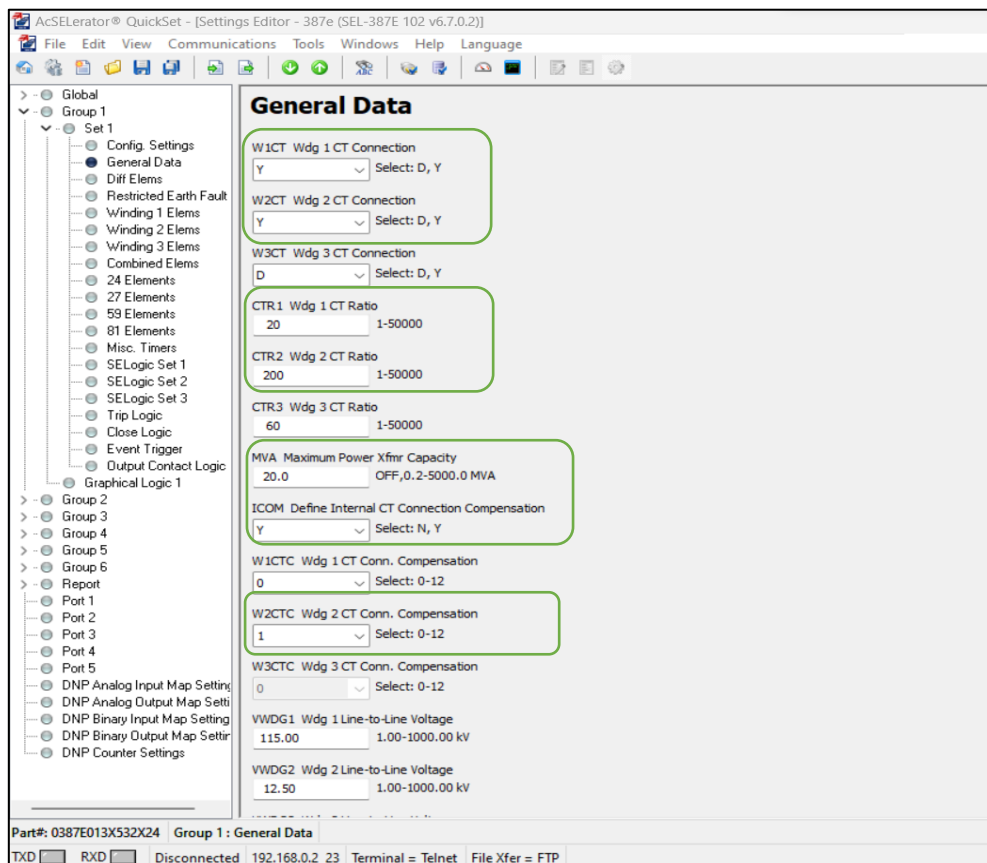 AcSELerator® QuickSet - [Settings Editor - 387e (SEL-387E 102 v6.7.0.2)]
File Edit View Communications Tools Windows Help Language
Global
Group 1
Set 1
Config. Settings
General Data
Diff Elems
Restricted Earth Fault
Winding 1 Elems
Winding 2 Elems
Winding 3 Elems
Combined Elems
24 Elements
27 Elements
59 Elements
81 Elements
Misc. Timers
SELogic Set 1
SELogic Set 2
SELogic Set 3
Trip Logic
Close Logic
Event Trigger
Output Contact Logic
Graphical Logic 1
Group 2
Group 3
Group 4
Group 5
Group 6
Report
Port 1
Port 2
Port 3
Port 4
Port 5
DNP Analog Input Map Setting
DNP Analog Output Map Setti
DNP Binary Input Map Setting
DNP Binary Output Map Settin
DNP Counter Settings
General Data
W1CT Wdg 1 CT Connection
Y Select: D, Y
W2CT Wdg 2 CT Connection
Y Select: D, Y
W3CT Wdg 3 CT Connection
D Select: D, Y
CTR1 Wdg 1 CT Ratio
20 1-50000
CTR2 Wdg 2 CT Ratio
200 1-50000
CTR3 Wdg 3 CT Ratio
60 1-50000
MVA Maximum Power Xfmr Capacity
20.0 OFF,0.2-5000.0 MVA
ICOM Define Internal CT Connection Compensation
Y Select: N, Y
W1CTC Wdg 1 CT Conn. Compensation
0 Select: 0-12
W2CTC Wdg 2 CT Conn. Compensation
1 Select: 0-12
W3CTC Wdg 3 CT Conn. Compensation
0 Select: 0-12
VWDG1 Wdg 1 Line-to-Line Voltage
115.00 1.00-1000.00 kV
VWDG2 Wdg 2 Line-to-Line Voltage
12.50 1.00-1000.00 kV
Part#: 0387E013X532X24 Group 1 : General Data
TXD RXD Disconnected 192.168.0.2 23 Terminal = Telnet File Xfer = FTP